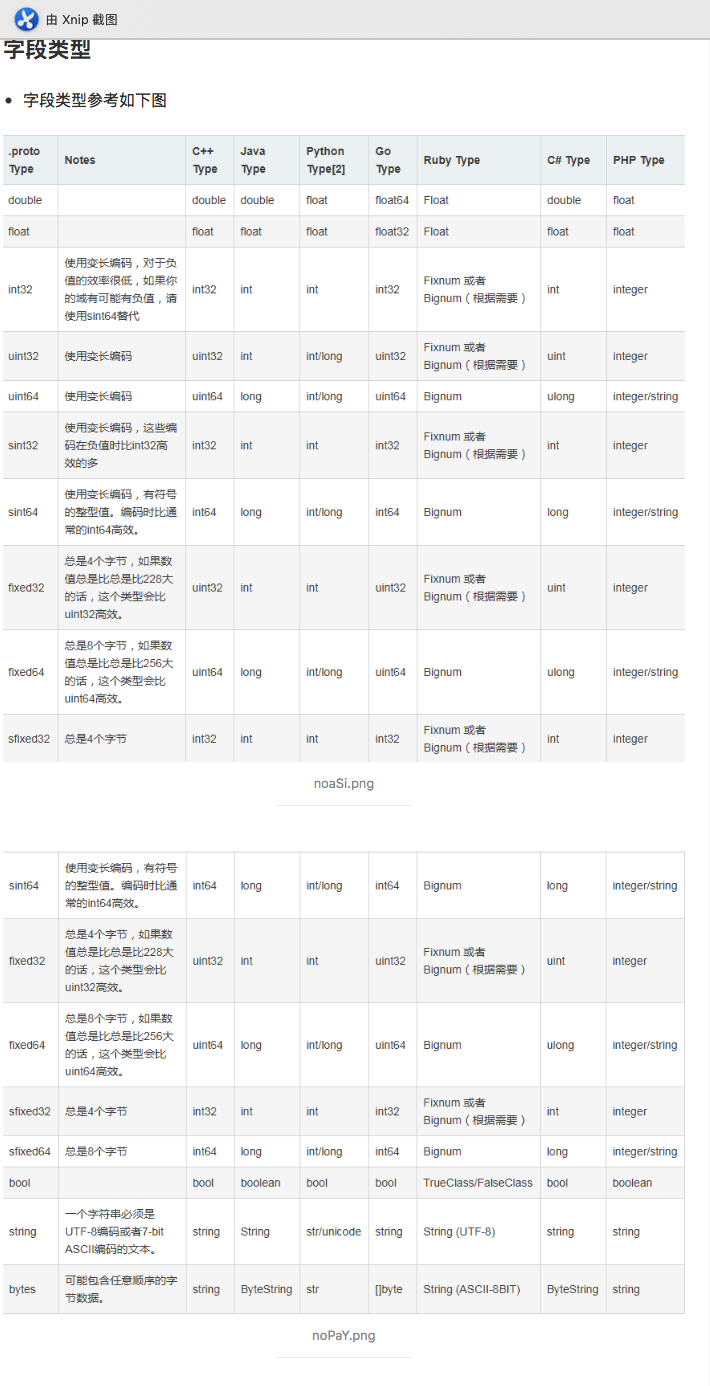 由 Xnip 截图
字段类型
• 字段类型参考如下图
.proto Type | Notes | C++ Type | Java Type | Python Type[2] | Go Type | Ruby Type | C# Type | PHP Type
double | | double | double | float | float64 | Float | double | float
float | | float | float | float | float32 | Float | float | float
int32 | 使用变长编码，对于负值的效率很低，如果你的域有可能有负值，请使用sint64替代 | int32 | int | int | int32 | Fixnum 或者 Bignum（根据需要） | int | integer
uint32 | 使用变长编码 | uint32 | int | int/long | uint32 | Fixnum 或者 Bignum（根据需要） | uint | integer
uint64 | 使用变长编码 | uint64 | long | int/long | uint64 | Bignum | ulong | integer/string
sint32 | 使用变长编码，这些编码在负值时比int32高效的多 | int32 | int | int | int32 | Fixnum 或者 Bignum（根据需要） | int | integer
sint64 | 使用变长编码，有符号的整型值。编码时比通常的int64高效。 | int64 | long | int/long | int64 | Bignum | long | integer/string
fixed32 | 总是4个字节，如果数值总是比总是比228大的话，这个类型会比uint32高效。 | uint32 | int | int | uint32 | Fixnum 或者 Bignum（根据需要） | uint | integer
fixed64 | 总是8个字节，如果数值总是比总是比256大的话，这个类型会比uint64高效。 | uint64 | long | int/long | uint64 | Bignum | ulong | integer/string
sfixed32 | 总是4个字节 | int32 | int | int | int32 | Fixnum 或者 Bignum（根据需要） | int | integer
noaSi.png
sint64 | 使用变长编码，有符号的整型值。编码时比通常的int64高效。 | int64 | long | int/long | int64 | Bignum | long | integer/string
fixed32 | 总是4个字节，如果数值总是比总是比228大的话，这个类型会比uint32高效。 | uint32 | int | int | uint32 | Fixnum 或者 Bignum（根据需要） | uint | integer
fixed64 | 总是8个字节，如果数值总是比总是比256大的话，这个类型会比uint64高效。 | uint64 | long | int/long | uint64 | Bignum | ulong | integer/string
sfixed32 | 总是4个字节 | int32 | int | int | int32 | Fixnum 或者 Bignum（根据需要） | int | integer
sfixed64 | 总是8个字节 | int64 | long | int/long | int64 | Bignum | long | integer/string
bool | | bool | boolean | bool | bool | TrueClass/FalseClass | bool | boolean
string | 一个字符串必须是UTF-8编码或者7-bit ASCII编码的文本。 | string | String | str/unicode | string | String (UTF-8) | string | string
bytes | 可能包含任意顺序的字节数据。 | string | ByteString | str | []byte | String (ASCII-8BIT) | ByteString | string
noPaY.png